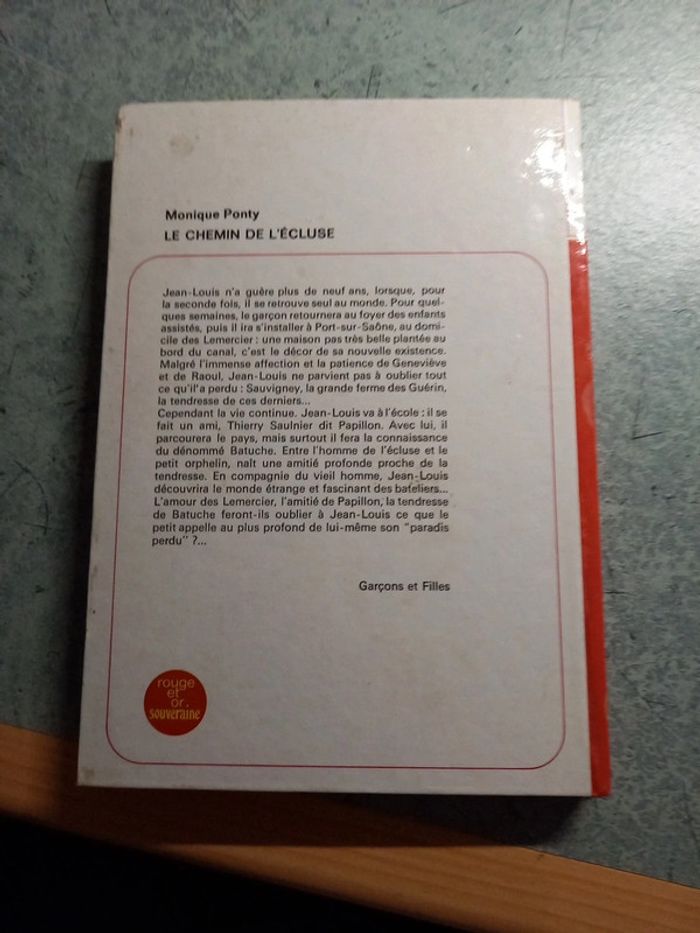 Monique Ponty
LE CHEMIN DE L'ÉCLUSE
Jean-Louis n'a guère plus de neuf ans, lorsque, pour
la seconde fois, il se retrouve seul au monde. Pour quel-
ques semaines, le garçon retournera au foyer des enfants
assistés, puis il ira s'installer à Port-sur-Saône, au domi-
cile des Lemercier : une maison pas très belle plantée au
bord du canal, c'est le décor de sa nouvelle existence.
Malgré l'immense affection et la patience de Geneviève
et de Raoul, Jean-Louis ne parvient pas à oublier tout
ce qu'il a perdu : Sauvigney, la grande ferme des Guérin,
la tendresse de ces derniers...
Cependant la vie continue. Jean-Louis va à l'école : il se
fait un ami, Thierry Saulnier dit Papillon. Avec lui, il
parcourera le pays, mais surtout il fera la connaissance
du dénommé Batuche. Entre l'homme de l'écluse et le
petit orphelin, naît une amitié profonde proche de la
tendresse. En compagnie du vieil homme, Jean-Louis
découvrira le monde étrange et fascinant des bateliers...
L'amour des Lemercier, l'amitié de Papillon, la tendresse
de Batuche feront-ils oublier à Jean-Louis ce que le
petit appelle au plus profond de lui-même son "paradis
perdu" ?...
Garçons et Filles
rouge
et
or.
souveraine